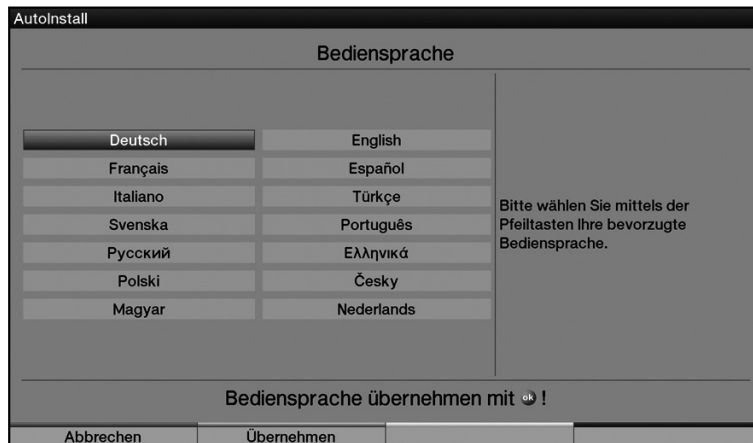 AutoInstall
Bediensprache
Deutsch English
Français Español
Italiano Türkçe
Svenska Português
Русский Ελληνικά
Polski Česky
Magyar Nederlands
Bitte wählen Sie mittels der
Pfeiltasten Ihre bevorzugte
Bediensprache.
Bediensprache übernehmen mit ok !
Abbrechen Übernehmen